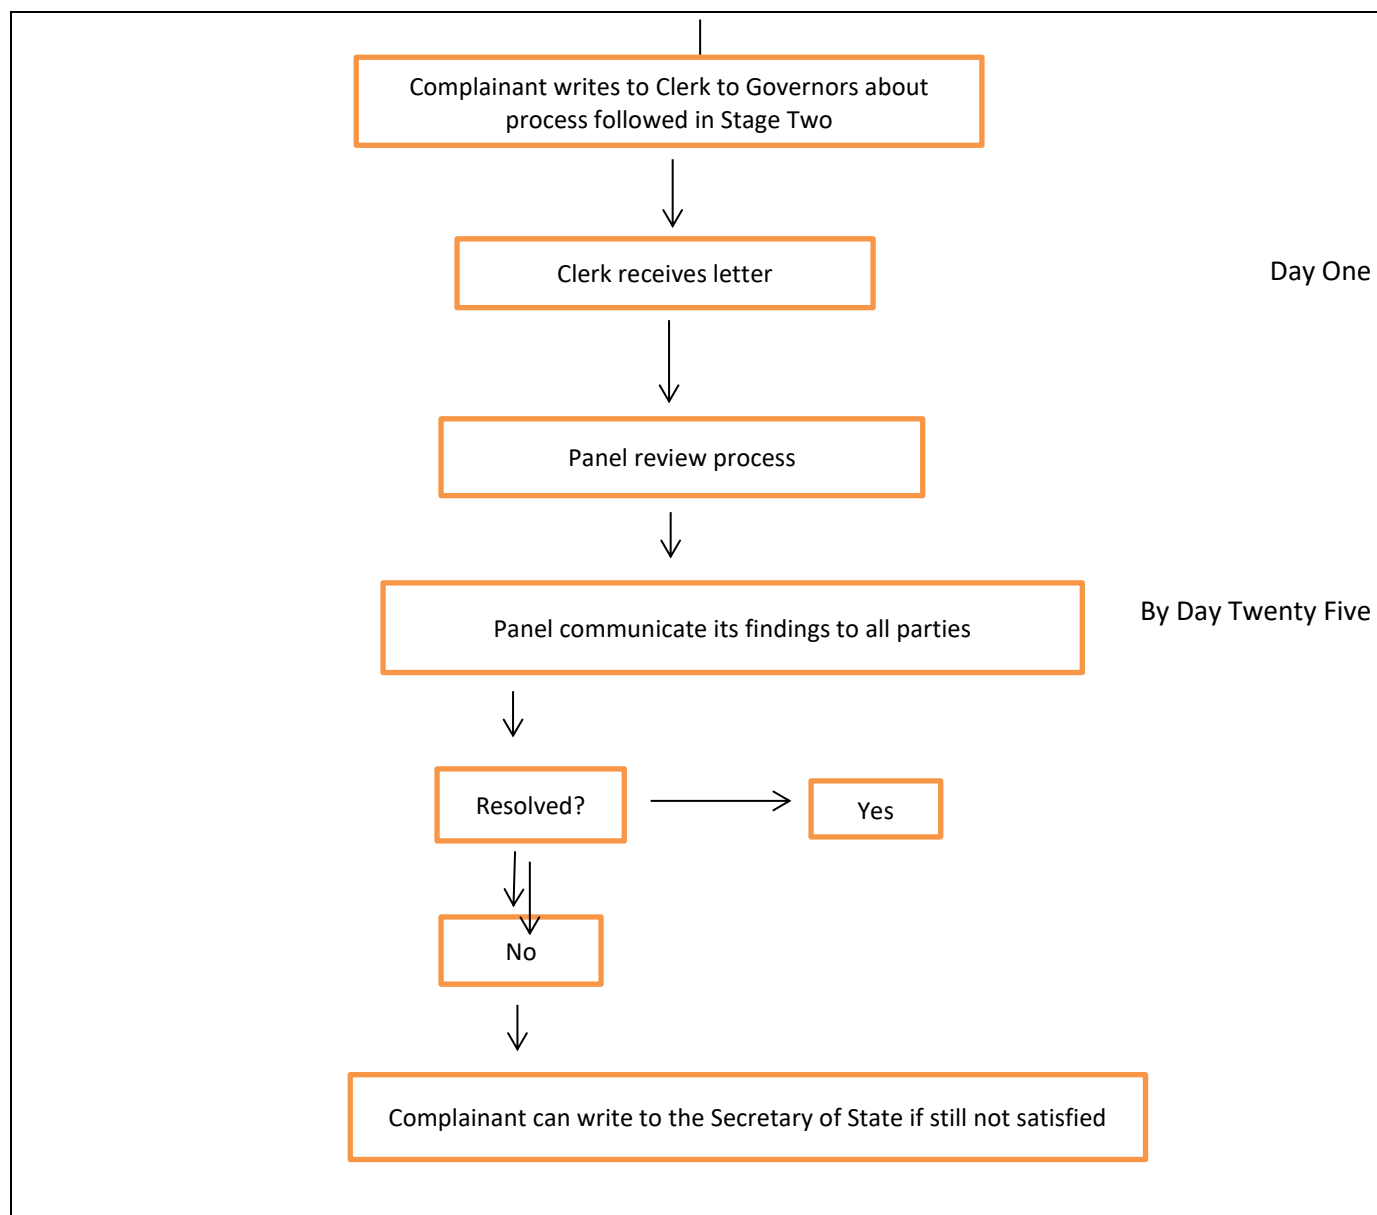 Complainant writes to Clerk to Governors about
process followed in Stage Two
Clerk receives letter
Day One
Panel review process
Panel communicate its findings to all parties
By Day Twenty Five
Resolved?
Yes
No
Complainant can write to the Secretary of State if still not satisfied